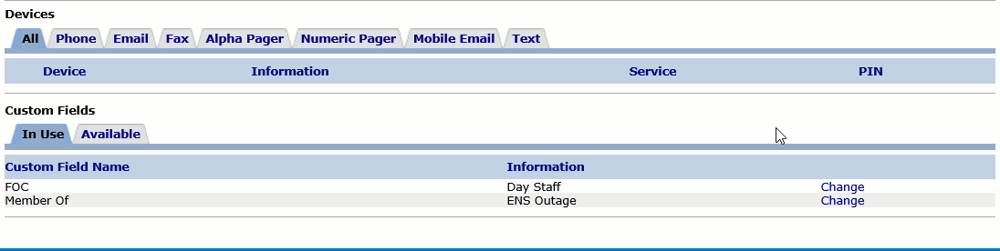 Devices
All Phone Email Fax Alpha Pager Numeric Pager Mobile Email Text
Device Information Service PIN
Custom Fields
In Use Available
Custom Field Name Information
FOC Day Staff Change
Member Of ENS Outage Change